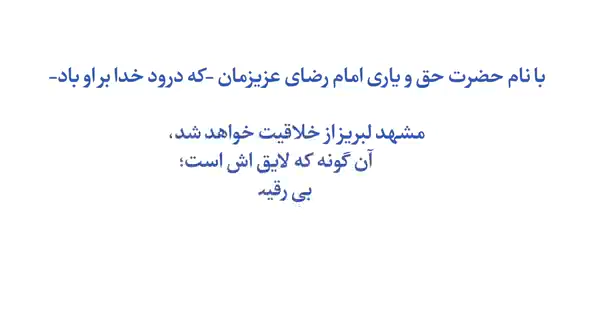 با نام حضرت حق و یاری امام رضای عزیزمان -که درود خدا بر او باد-
مشهد لبریز از خلاقیت خواهد شد،
آن گونه که لایق اش است؛
بی